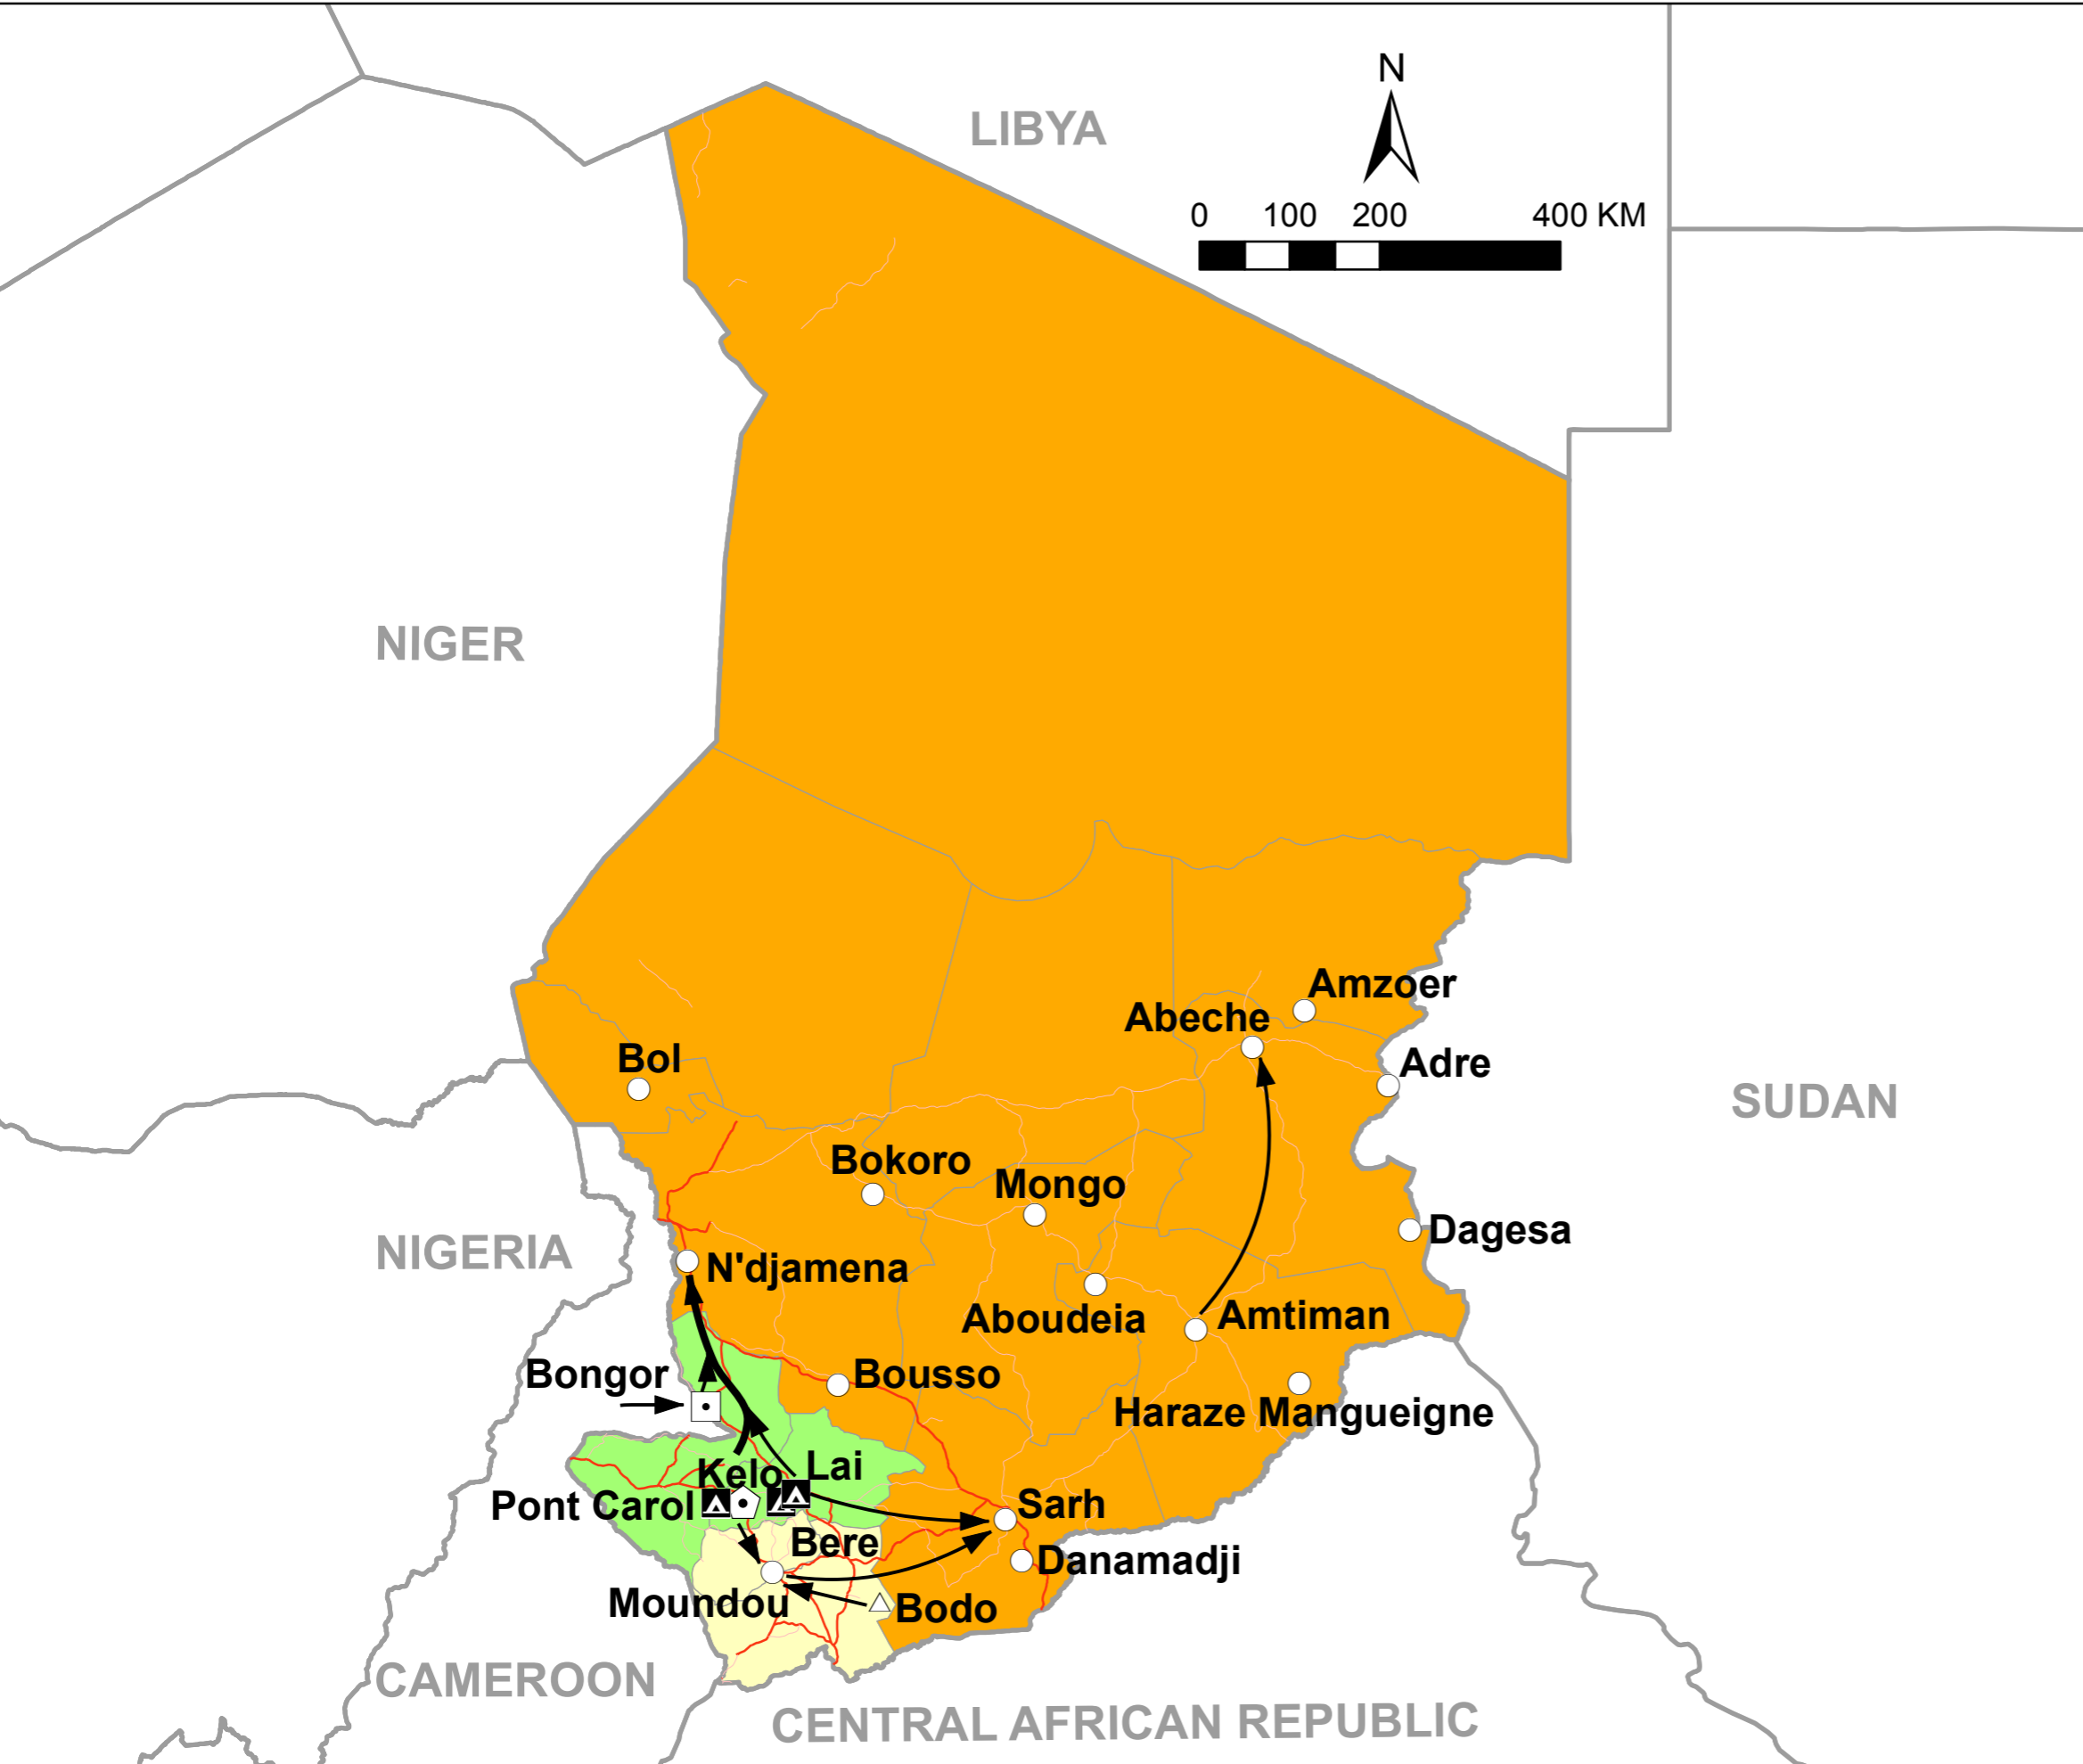 N
LIBYA
0 100 200 400 KM
NIGER
Amzoer
Abeche
Adre
Bol
SUDAN
Bokoro
Mongo
Dagesa
NIGERIA
N'djamena
Aboudeia
Amtiman
Bongor
Bousso
Haraze Mangueigne
Kelo
Lai
Pont Carol
Sarh
Bere
Danamadji
Moundou
Bodo
CAMEROON
CENTRAL AFRICAN REPUBLIC